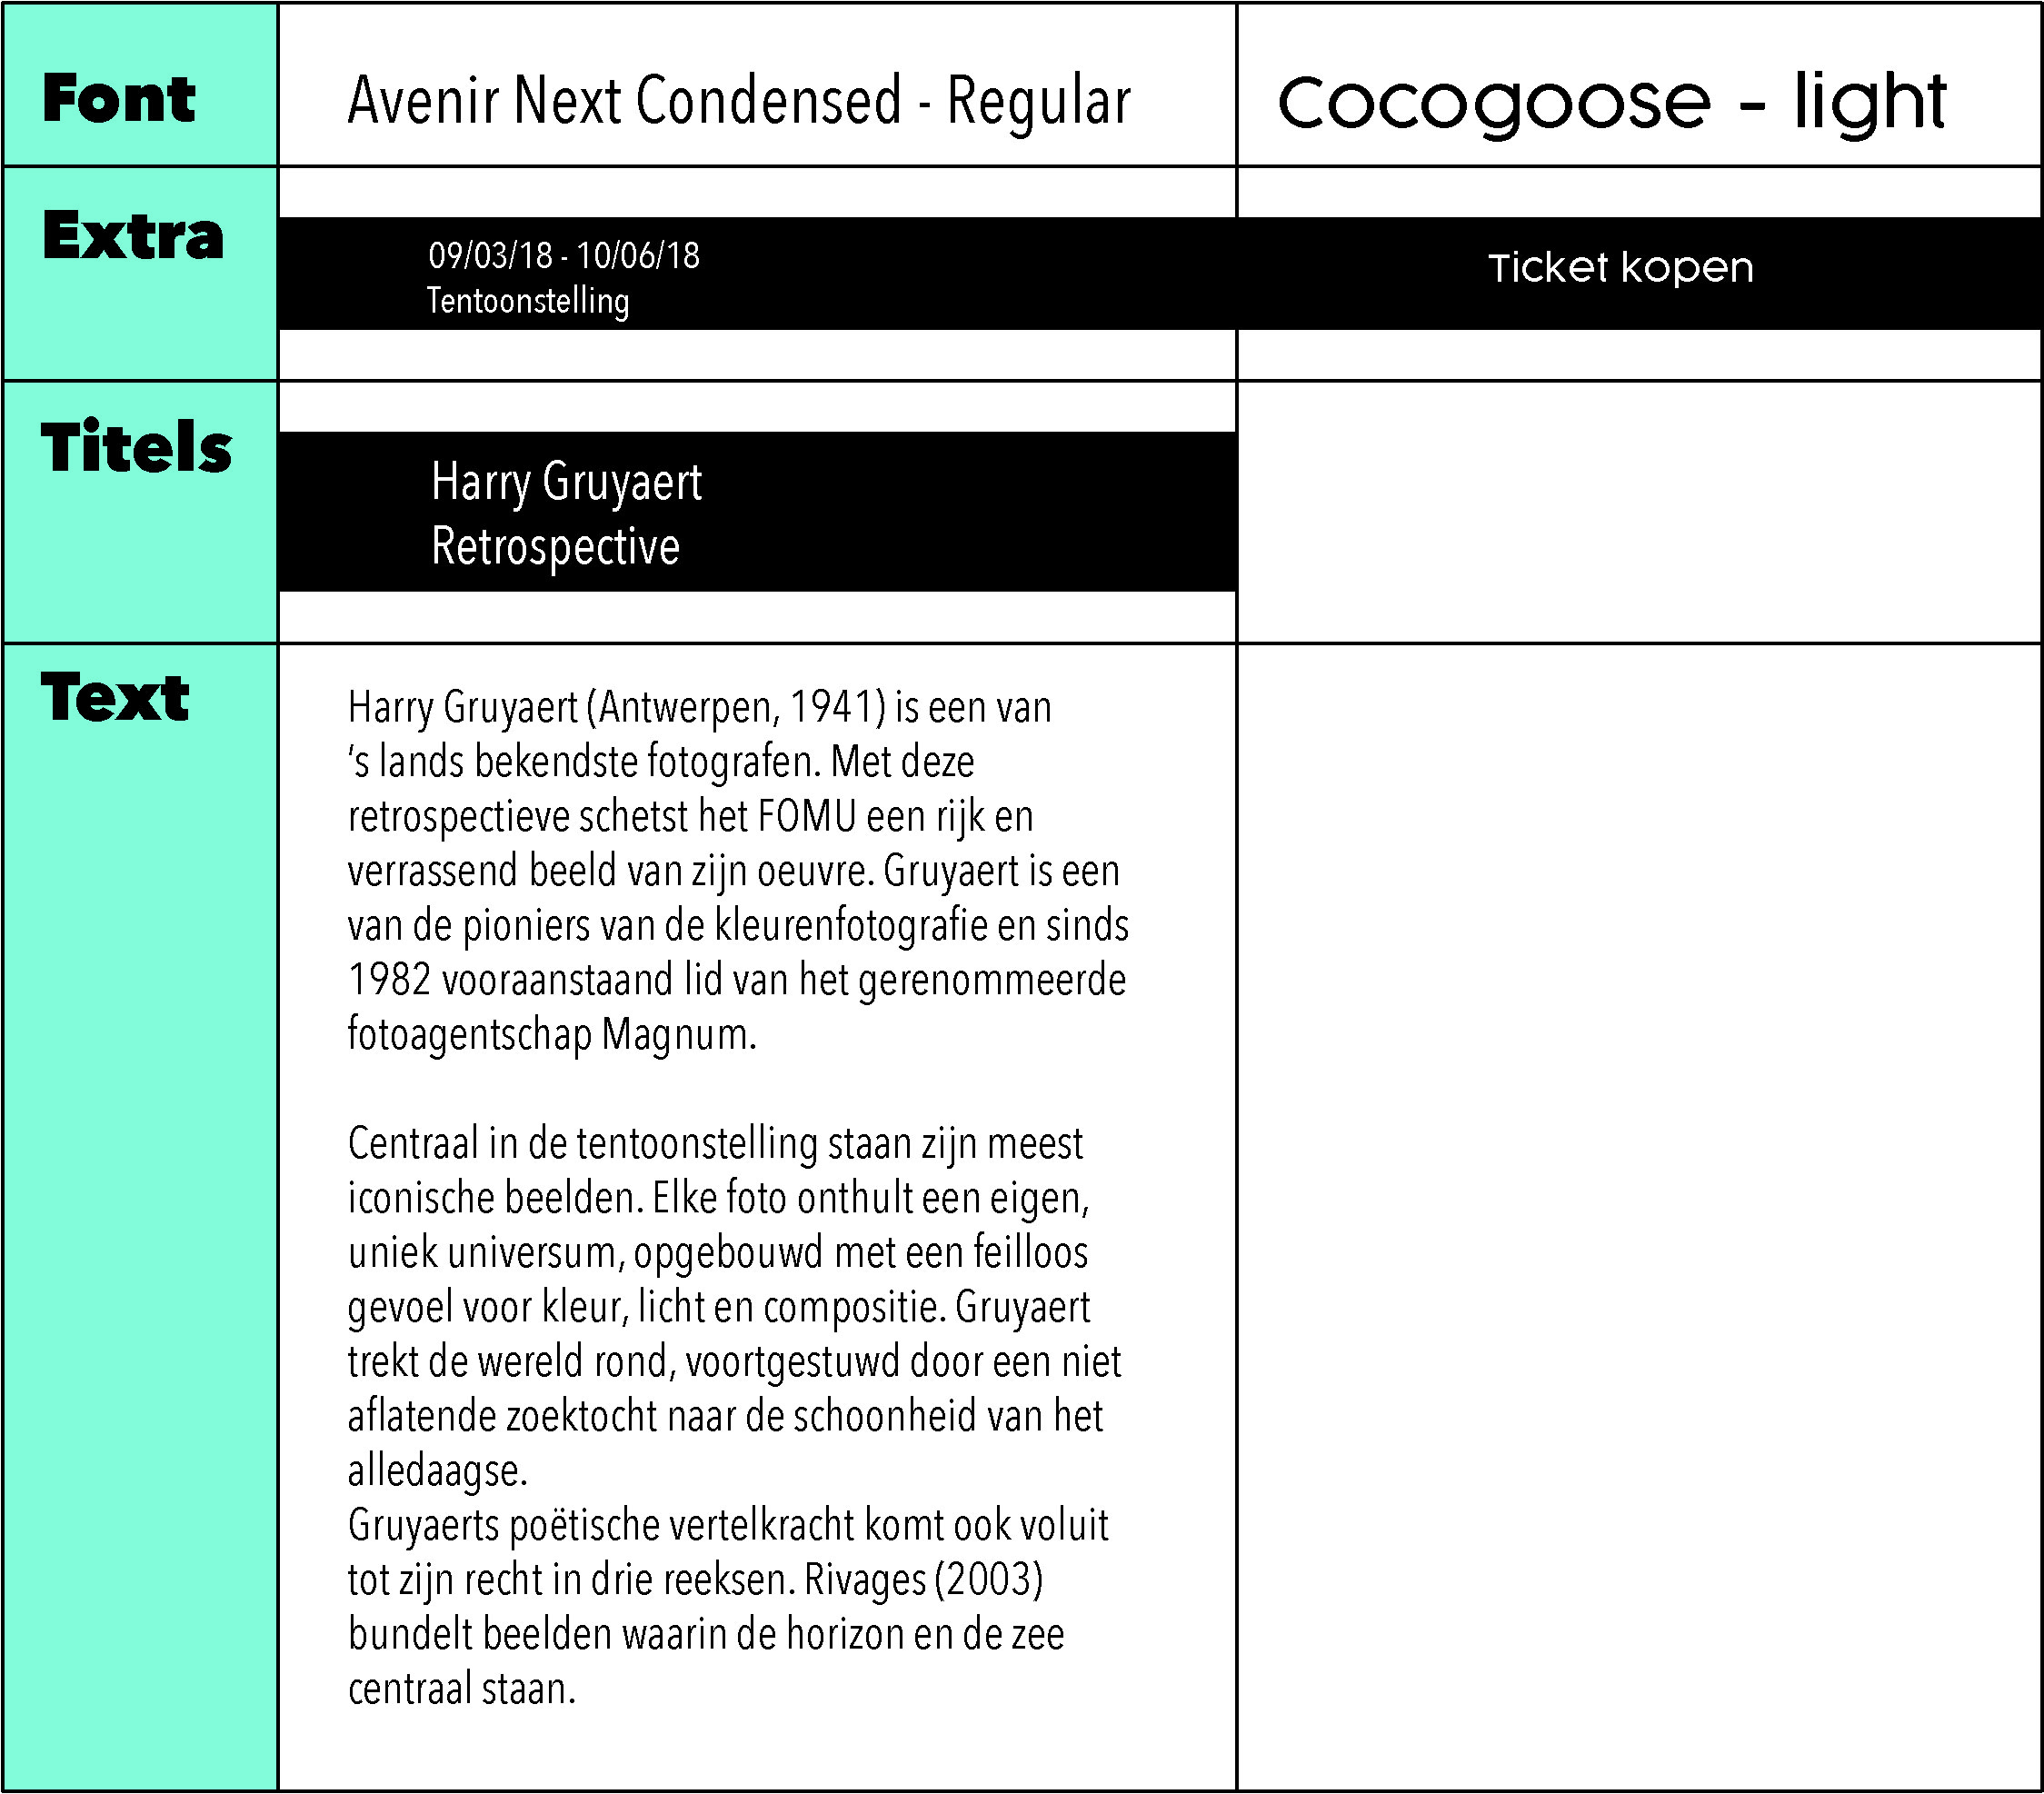 Font
Avenir Next Condensed - Regular
Cocogoose - light
Extra
09/03/18 - 10/06/18
Tentoonstelling
Ticket kopen
Titels
Harry Gruyaert
Retrospective
Text
Harry Gruyaert (Antwerpen, 1941) is een van
‘s lands bekendste fotografen. Met deze
retrospectieve schetst het FOMU een rijk en
verrassend beeld van zijn oeuvre. Gruyaert is een
van de pioniers van de kleurenfotografie en sinds
1982 vooraanstaand lid van het gerenommeerde
fotoagentschap Magnum.
Centraal in de tentoonstelling staan zijn meest
iconische beelden. Elke foto onthult een eigen,
uniek universum, opgebouwd met een feilloos
gevoel voor kleur, licht en compositie. Gruyaert
trekt de wereld rond, voortgestuwd door een niet
aflatende zoektocht naar de schoonheid van het
alledaagse.
Gruyaerts poëtische vertelkracht komt ook voluit
tot zijn recht in drie reeksen. Rivages (2003)
bundelt beelden waarin de horizon en de zee
centraal staan.